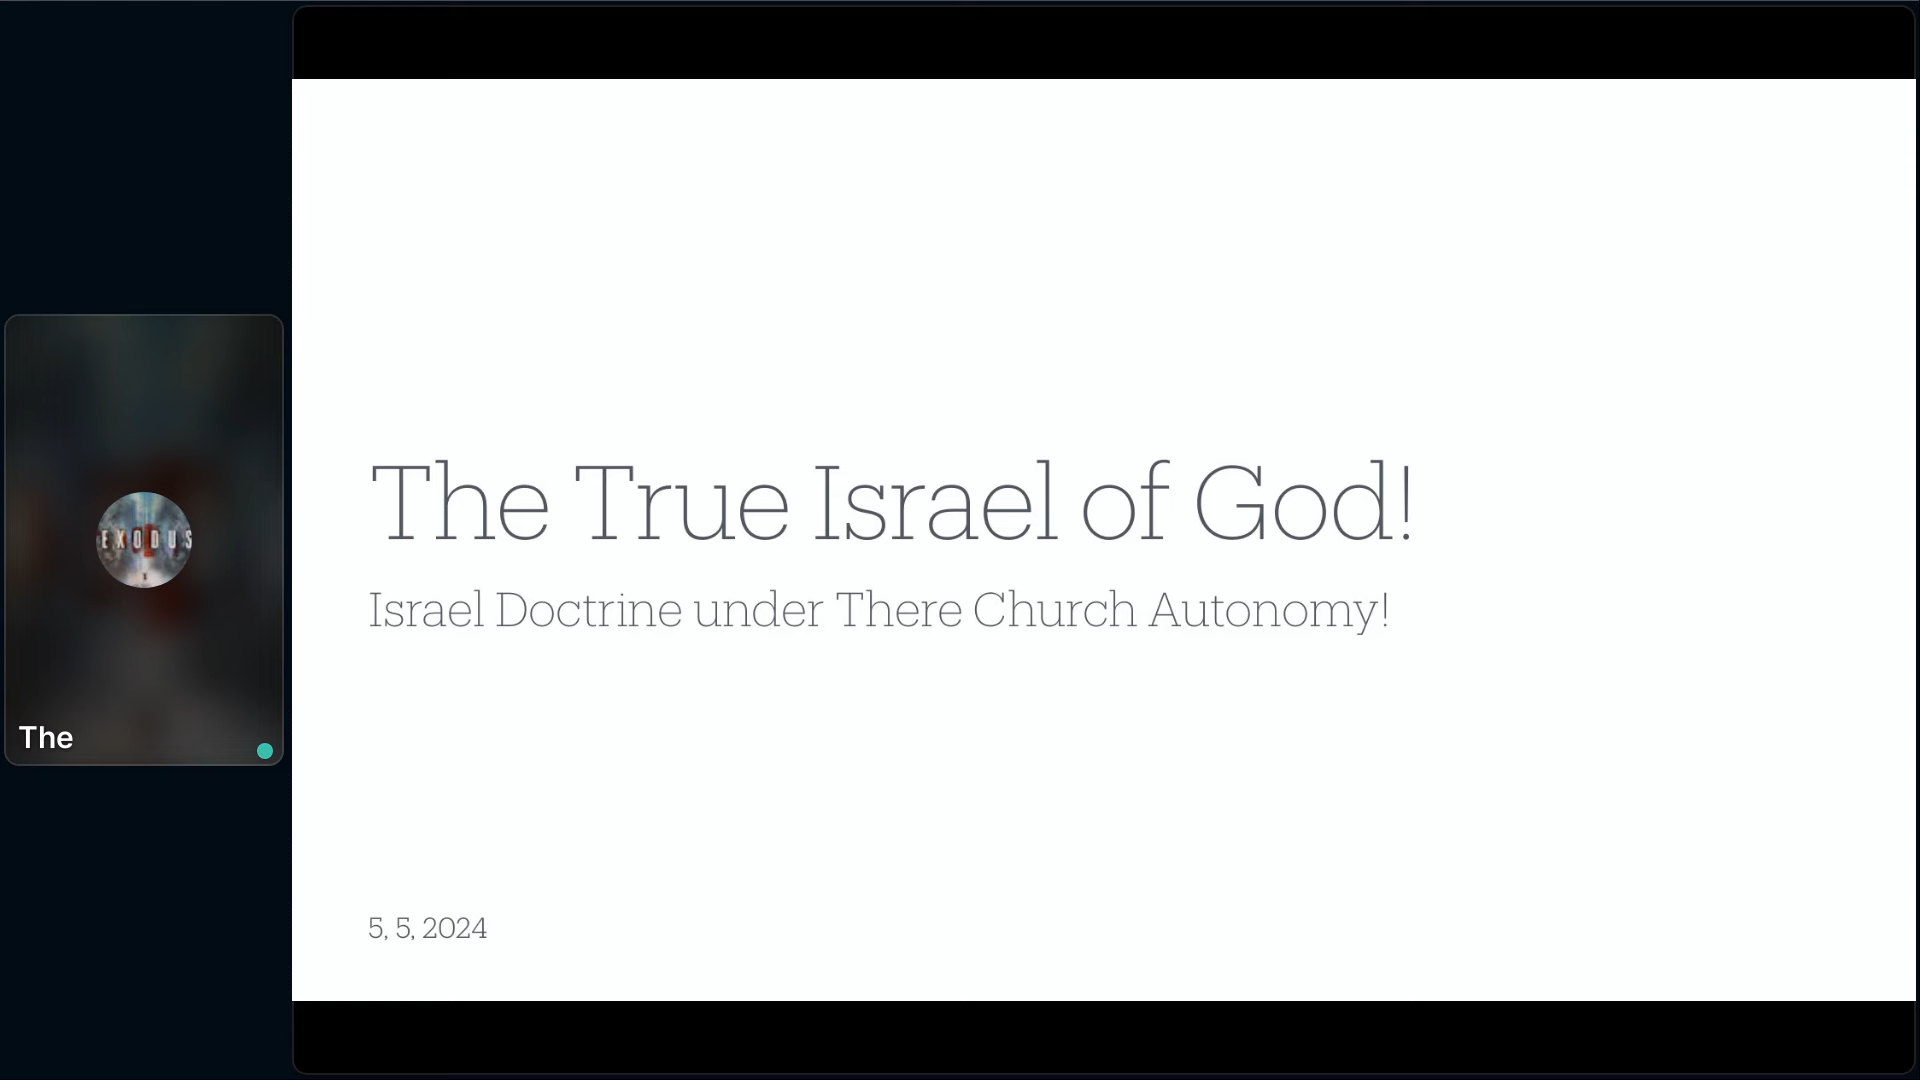 The True Israel of God!
Israel Doctrine under There Church Autonomy!
EXODUS
The
5, 5, 2024